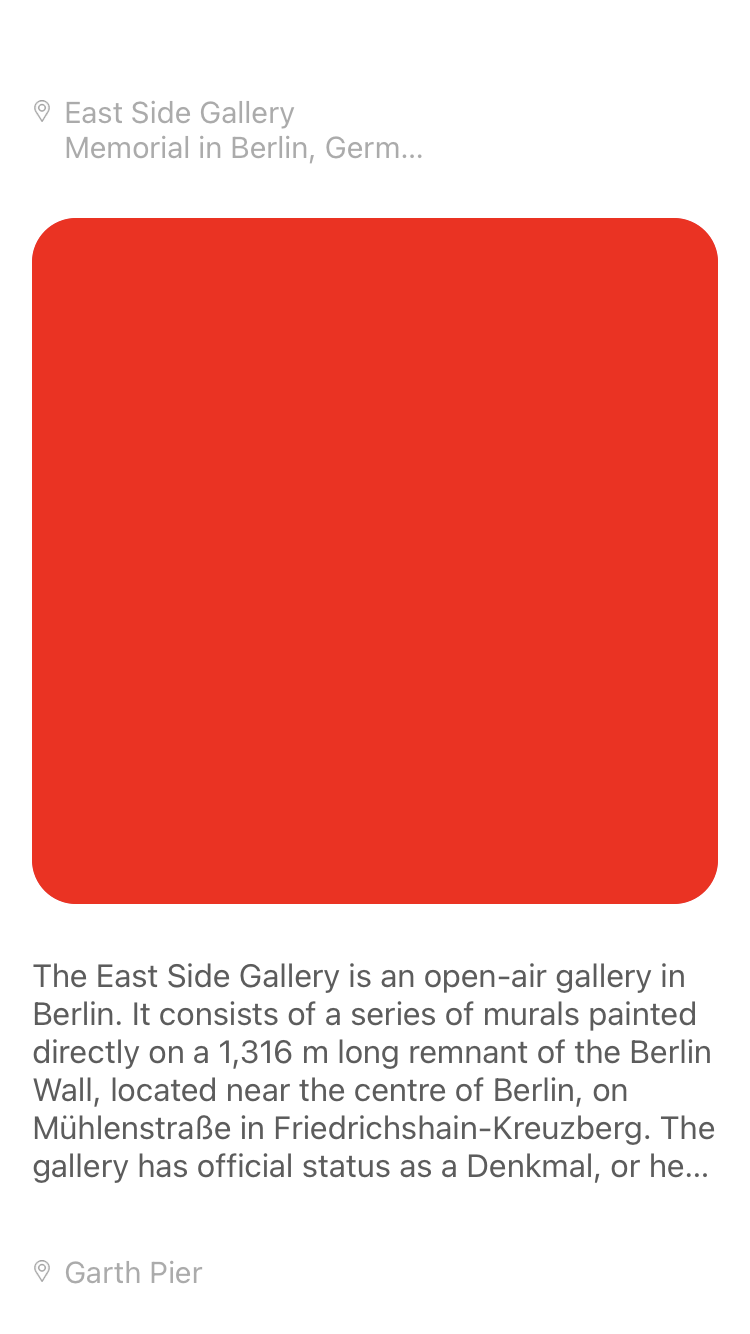 East Side Gallery
Memorial in Berlin, Germ...
The East Side Gallery is an open-air gallery in
Berlin. It consists of a series of murals painted
directly on a 1,316 m long remnant of the Berlin
Wall, located near the centre of Berlin, on
Mühlenstraße in Friedrichshain-Kreuzberg. The
gallery has official status as a Denkmal, or he...
Garth Pier